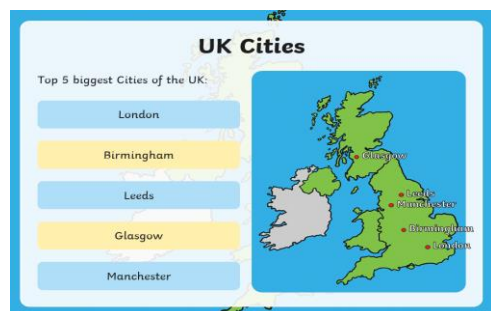 UK Cities
Top 5 biggest Cities of the UK:
London
Birmingham
Leeds
Glasgow
Manchester
Glasgow
Leeds
Manchester
Birmingham
London